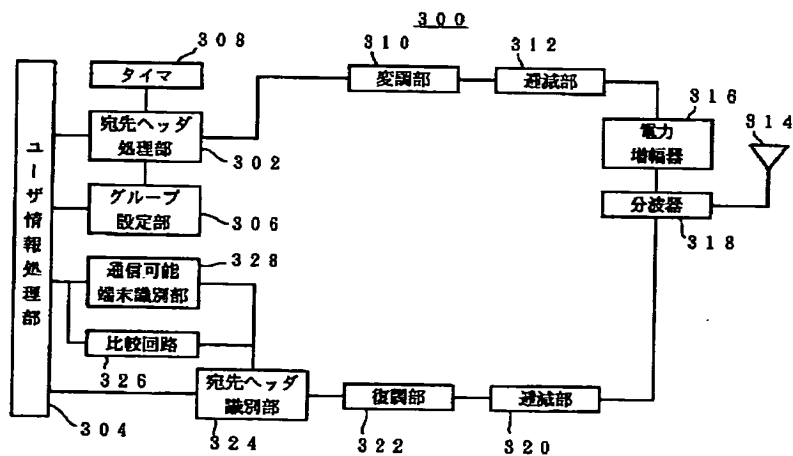 300
308
タイマ
310
変調部
312
逓減部
316
電力
増幅器
314
宛先ヘッダ
処理部
302
グループ
設定部
306
分波器
318
ユーザ情報処理部
328
通信可能
端末識別部
比較回路
326
宛先ヘッダ
識別部
324
復調部
322
逓減部
320
304